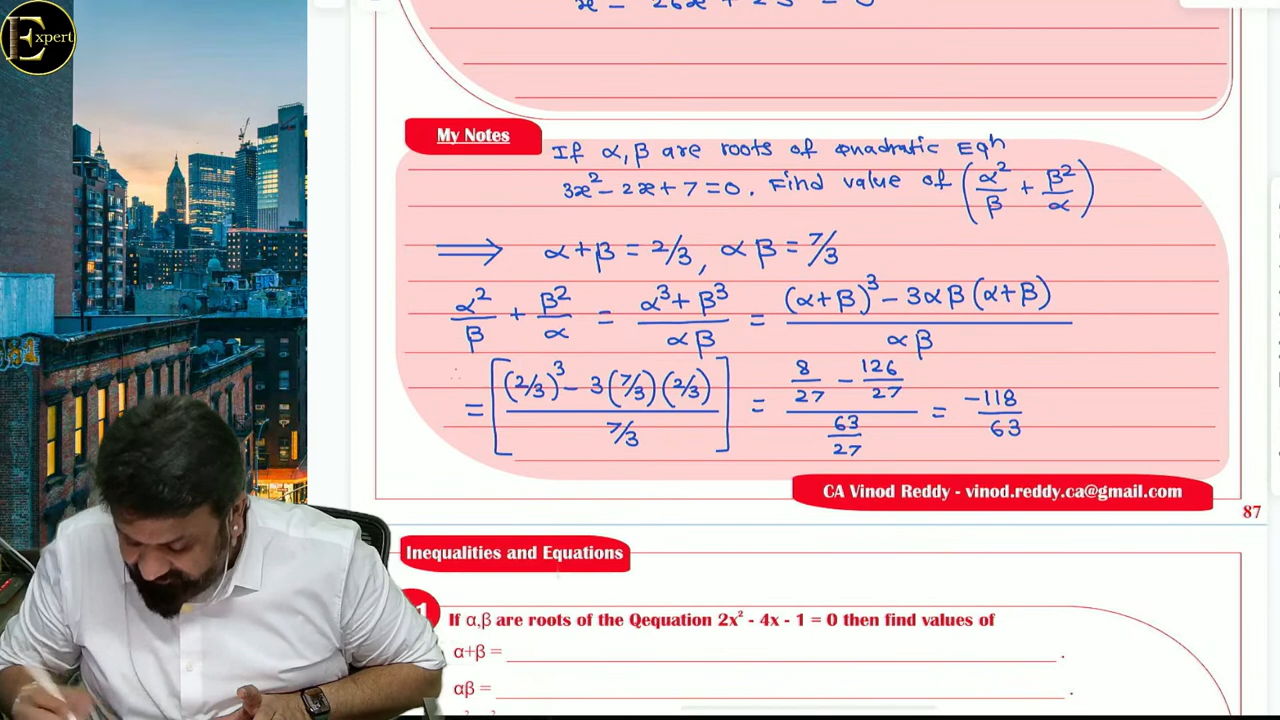 Expert
My Notes
If α, β are roots of quadratic Eqn
3x² - 2x + 7 = 0. Find value of (α²/β + β²/α)
⟹ α+β = 2/3, αβ = 7/3
α²/β + β²/α = (α³ + β³)/(αβ) = ((α+β)³ - 3αβ(α+β))/(αβ)
= [((2/3)³ - 3(7/3)(2/3))/(7/3)] = (8/27 - 126/27)/(63/27) = -118/63
CA Vinod Reddy - vinod.reddy.ca@gmail.com
87
Inequalities and Equations
1
If α,β are roots of the Qequation 2x² - 4x - 1 = 0 then find values of
α+β = .
αβ = .